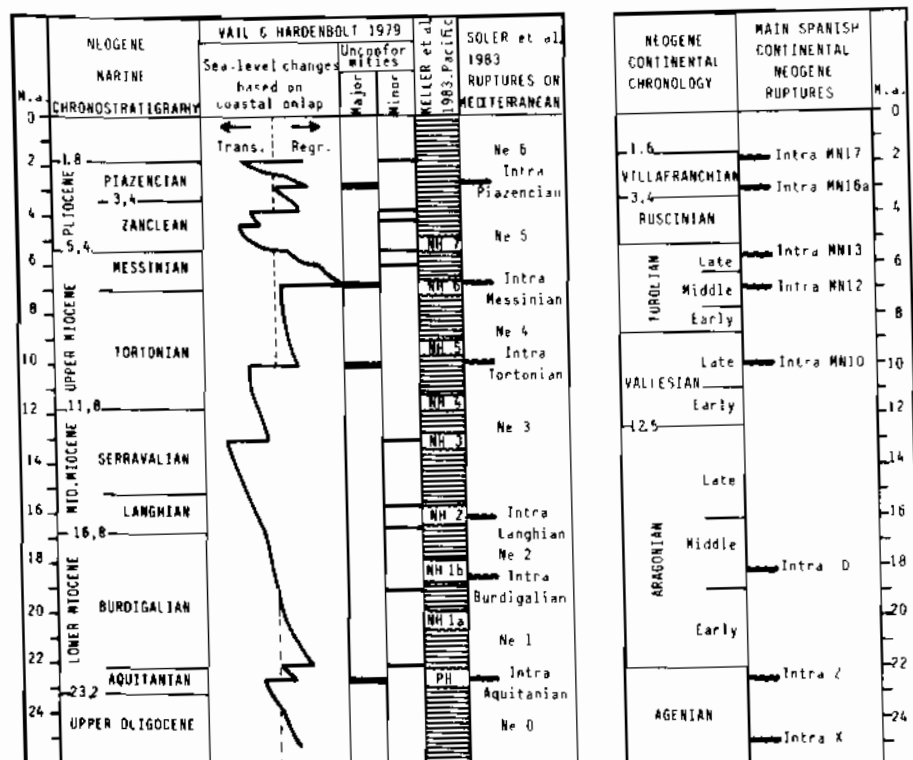 NEOGENE
MARINE
CHRONOSTRATIGRAPHY
VAIL & HARDENBOLT 1979
Sea-level changes
based on
coastal onlap
Unconfor
mities
Major
Minor
KELLER et al
1983.Pacific
SOLER et al.
1983
RUPTURES ON
MEDITERRANEAN
M.a.
Trans.
Regr.
0
2
4
6
8
10
12
14
16
18
20
22
24
1.8
3,4
5,4
11,8
16,8
23,2
PLIOCENE
UPPER MIOCENE
MID.MIOCENE
LOWER MIOCENE
PIAZENCIAN
ZANCLEAN
MESSINIAN
TORTONIAN
SERRAVALIAN
LANGHIAN
BURDIGALIAN
AQUITANIAN
UPPER OLIGOCENE
NH 7
NH 6
NH 5
NH 4
NH 3
NH 2
NH 1b
NH 1a
PH
Ne 6
Intra
Piazencian
Ne 5
Intra
Messinian
Ne 4
Intra
Tortonian
Ne 3
Intra
Langhian
Ne 2
Intra
Burdigalian
Ne 1
Intra
Aquitanian
Ne 0
NEOGENE
CONTINENTAL
CHRONOLOGY
MAIN SPANISH
CONTINENTAL
NEOGENE
RUPTURES
M.a.
1.6
VILLAFRANCHIAN
3,4
RUSCINIAN
TUROLIAN
Late
Middle
Early
VALLESIAN
Late
Early
12.5
ARAGONIAN
Late
Middle
Early
AGENIAN
Intra MN17
Intra MN16a
Intra MN13
Intra MN12
Intra MN10
Intra D
Intra Z
Intra X
0
2
4
6
8
10
12
14
16
18
20
22
24